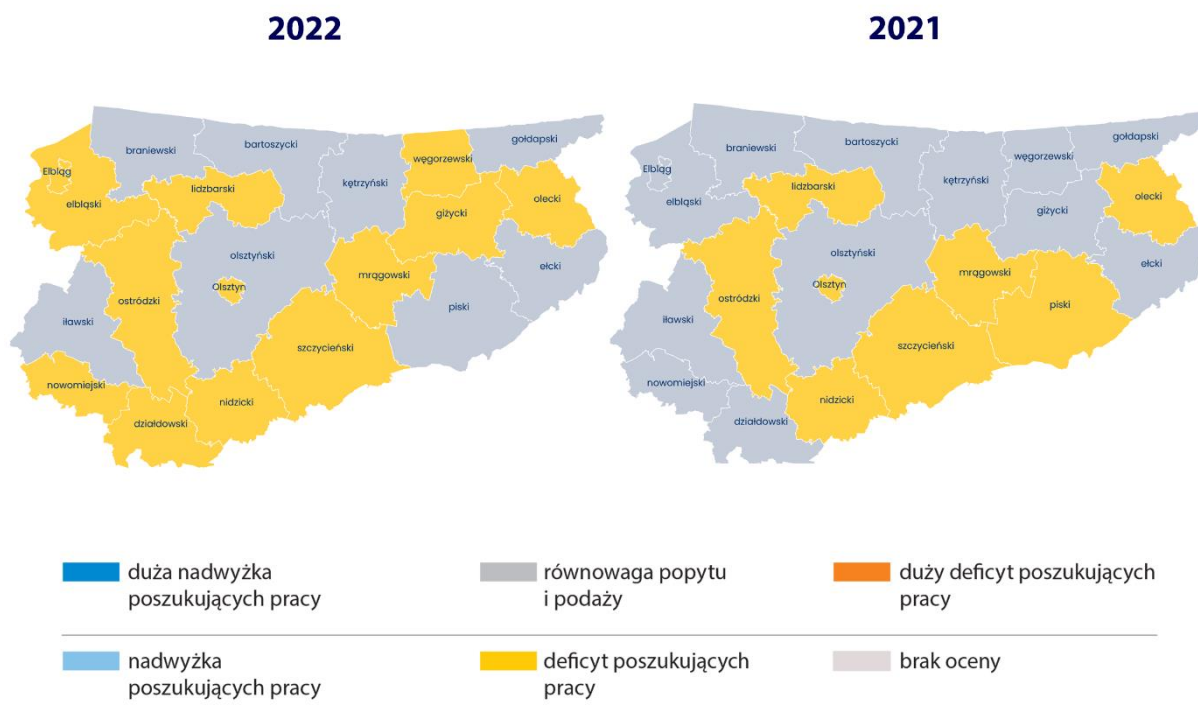 2022
2021
braniewski
bartoszycki
gołdapski
węgorzewski
Elbląg
lidzbarski
kętrzyński
olecki
elbląski
giżycki
olsztyński
ełcki
mrągowski
Olsztyn
ostródzki
piski
iławski
szczycieński
nowomiejski
nidzicki
działdowski
gołdapski
bartoszycki
braniewski
węgorzewski
Elbląg
lidzbarski
kętrzyński
olecki
elbląski
giżycki
olsztyński
ełcki
mrągowski
Olsztyn
ostródzki
piski
iławski
szczycieński
nowomiejski
nidzicki
działdowski
duża nadwyżka
poszukujących pracy
równowaga popytu
i podaży
duży deficyt poszukujących
pracy
nadwyżka
poszukujących pracy
deficyt poszukujących
pracy
brak oceny